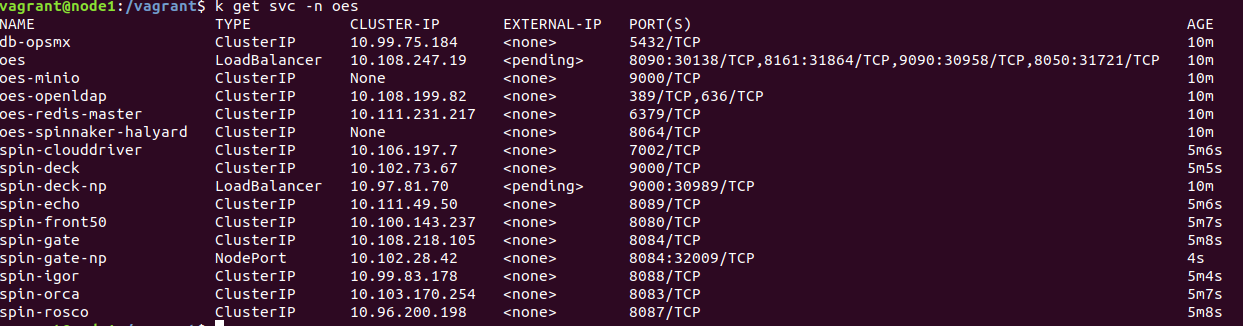 vagrant@node1:/vagrant$ k get svc -n oes
NAME TYPE CLUSTER-IP EXTERNAL-IP PORT(S) AGE
db-opsmx ClusterIP 10.99.75.184 <none> 5432/TCP 10m
oes LoadBalancer 10.108.247.19 <pending> 8090:30138/TCP,8161:31864/TCP,9090:30958/TCP,8050:31721/TCP 10m
oes-minio ClusterIP None <none> 9000/TCP 10m
oes-openldap ClusterIP 10.108.199.82 <none> 389/TCP,636/TCP 10m
oes-redis-master ClusterIP 10.111.231.217 <none> 6379/TCP 10m
oes-spinnaker-halyard ClusterIP None <none> 8064/TCP 10m
spin-clouddriver ClusterIP 10.106.197.7 <none> 7002/TCP 5m6s
spin-deck ClusterIP 10.102.73.67 <none> 9000/TCP 5m5s
spin-deck-np LoadBalancer 10.97.81.70 <pending> 9000:30989/TCP 10m
spin-echo ClusterIP 10.111.49.50 <none> 8089/TCP 5m6s
spin-front50 ClusterIP 10.100.143.237 <none> 8080/TCP 5m7s
spin-gate ClusterIP 10.108.218.105 <none> 8084/TCP 5m8s
spin-gate-np NodePort 10.102.28.42 <none> 8084:32009/TCP 4s
spin-igor ClusterIP 10.99.83.178 <none> 8088/TCP 5m4s
spin-orca ClusterIP 10.103.170.254 <none> 8083/TCP 5m7s
spin-rosco ClusterIP 10.96.200.198 <none> 8087/TCP 5m8s